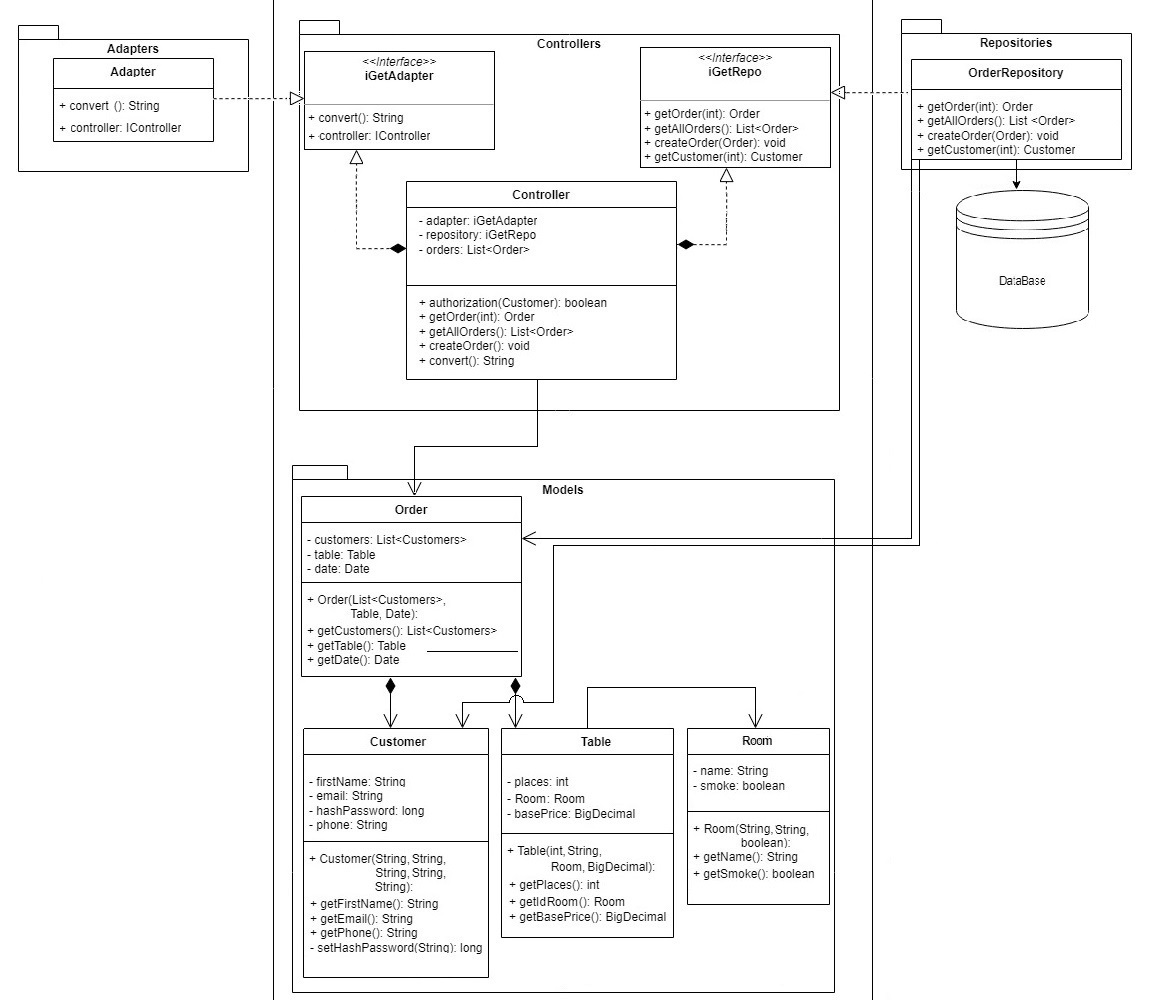 Adapters
Adapter
+ convert (): String
+ controller: IController
Controllers
<<Interface>>
iGetAdapter
+ convert(): String
+ controller: IController
<<Interface>>
iGetRepo
+ getOrder(int): Order
+ getAllOrders(): List<Order>
+ createOrder(Order): void
+ getCustomer(int): Customer
Controller
- adapter: iGetAdapter
- repository: iGetRepo
- orders: List<Order>
+ authorization(Customer): boolean
+ getOrder(int): Order
+ getAllOrders(): List<Order>
+ createOrder(): void
+ convert(): String
Repositories
OrderRepository
+ getOrder(int): Order
+ getAllOrders(): List <Order>
+ createOrder(Order): void
+ getCustomer(int): Customer
DataBase
Models
Order
- customers: List<Customers>
- table: Table
- date: Date
+ Order(List<Customers>,
Table, Date):
+ getCustomers(): List<Customers>
+ getTable(): Table
+ getDate(): Date
Customer
- firstName: String
- email: String
- hashPassword: long
- phone: String
+ Customer(String, String,
String, String,
String):
+ getFirstName(): String
+ getEmail(): String
+ getPhone(): String
- setHashPassword(String): long
Table
- places: int
- Room: Room
- basePrice: BigDecimal
+ Table(int, String,
Room, BigDecimal):
+ getPlaces(): int
+ getIdRoom(): Room
+ getBasePrice(): BigDecimal
Room
- name: String
- smoke: boolean
+ Room(String, String,
boolean):
+ getName(): String
+ getSmoke(): boolean